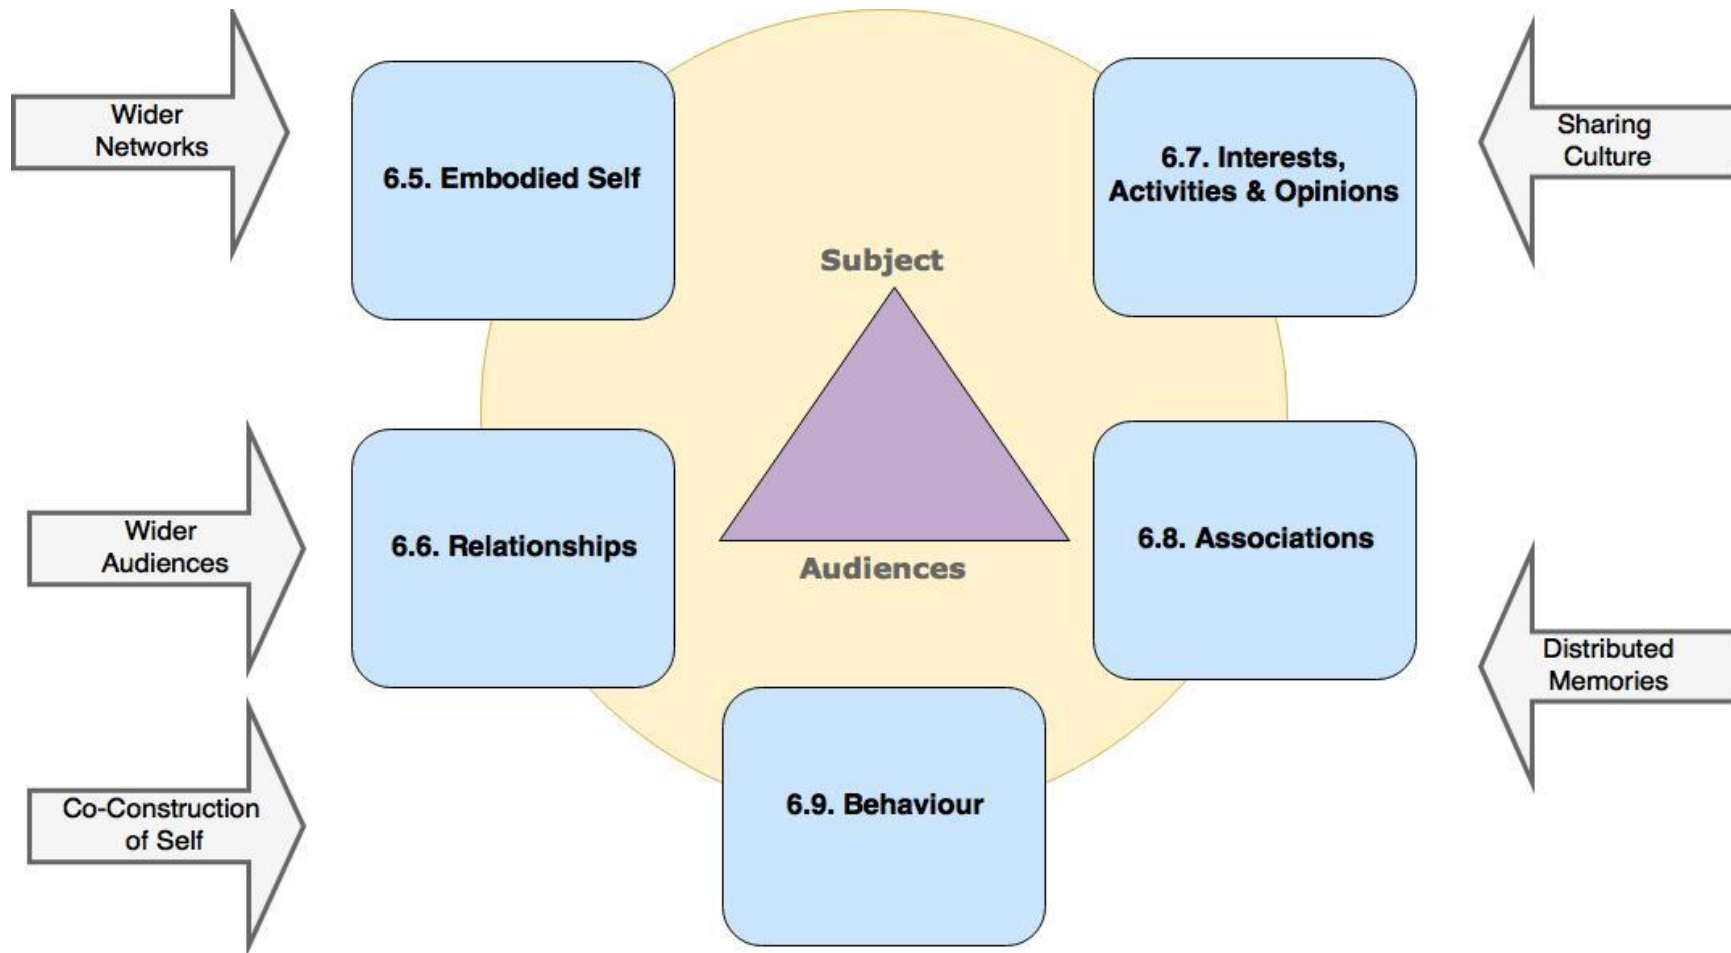 Wider
Networks
6.5. Embodied Self
6.7. Interests,
Activities & Opinions
Sharing
Culture
Subject
Wider
Audiences
6.6. Relationships
Audiences
6.8. Associations
Distributed
Memories
Co-Construction
of Self
6.9. Behaviour